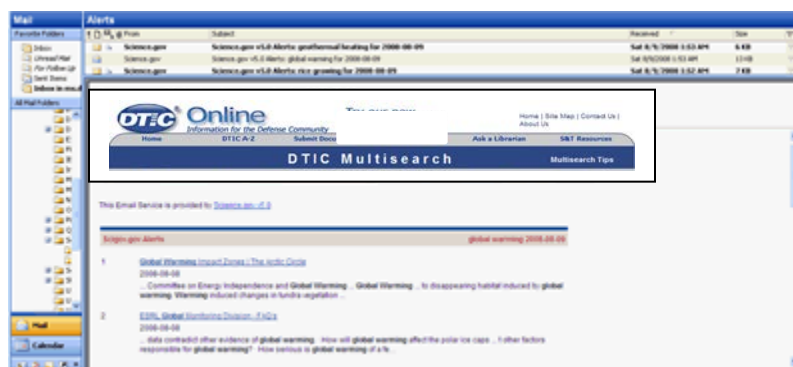 Mail
Alerts
Favorite Folders
From
Subject
Received
Size
Inbox
Unread Mail
For Follow Up
Sent Items
Science.gov
Science.gov v5.0 Alerts: geothermal heating for 2008-08-09
Sat 8/9/2008 1:53 AM
6 KB
Science.gov
Science.gov v5.0 Alerts: global warming for 2008-08-09
Sat 8/9/2008 1:53 AM
13 KB
Science.gov
Science.gov v5.0 Alerts: rice growing for 2008-08-09
Sat 8/9/2008 1:52 AM
7 KB
All Mail Folders
DTIC Online
Information for the Defense Community
Home | Site Map | Contact Us |
About Us
Home
DTIC A-Z
Submit Docu
Ask a Librarian
S&T Resources
DTIC Multisearch
Multisearch Tips
This Email Service is provided to Science.gov v5.0
Scigov.gov Alerts
global warming 2008-08-09
1
Global Warming Impact Zones | The Arctic Circle
2008-08-08
... Committee on Energy Independence and Global Warming ... Global Warming ... to disappearing habitat induced by global
warming. Warming induced changes in tundra vegetation ...
2
ESRL Global Monitoring Division - FAQs
2008-08-08
... data contradict other evidence of global warming. How will global warming affect the polar ice caps ... f other factors
responsible for global warming? How serious is global warming of a fe...
Mail
Calendar